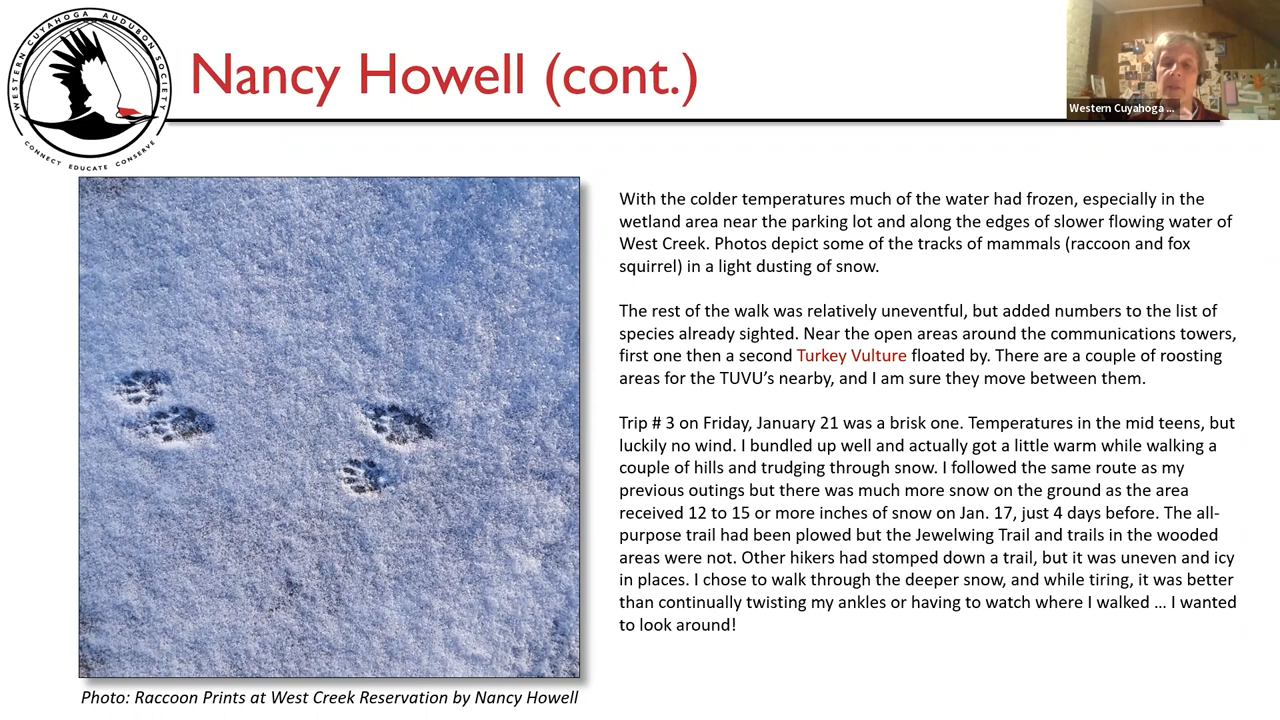 WESTERN CUYAHOGA AUDUBON SOCIETY
CONNECT EDUCATE CONSERVE
Nancy Howell (cont.)
Western Cuyahoga ...
With the colder temperatures much of the water had frozen, especially in the
wetland area near the parking lot and along the edges of slower flowing water of
West Creek. Photos depict some of the tracks of mammals (raccoon and fox
squirrel) in a light dusting of snow.
The rest of the walk was relatively uneventful, but added numbers to the list of
species already sighted. Near the open areas around the communications towers,
first one then a second Turkey Vulture floated by. There are a couple of roosting
areas for the TUVU's nearby, and I am sure they move between them.
Trip # 3 on Friday, January 21 was a brisk one. Temperatures in the mid teens, but
luckily no wind. I bundled up well and actually got a little warm while walking a
couple of hills and trudging through snow. I followed the same route as my
previous outings but there was much more snow on the ground as the area
received 12 to 15 or more inches of snow on Jan. 17, just 4 days before. The all-
purpose trail had been plowed but the Jewelwing Trail and trails in the wooded
areas were not. Other hikers had stomped down a trail, but it was uneven and icy
in places. I chose to walk through the deeper snow, and while tiring, it was better
than continually twisting my ankles or having to watch where I walked … I wanted
to look around!
Photo: Raccoon Prints at West Creek Reservation by Nancy Howell